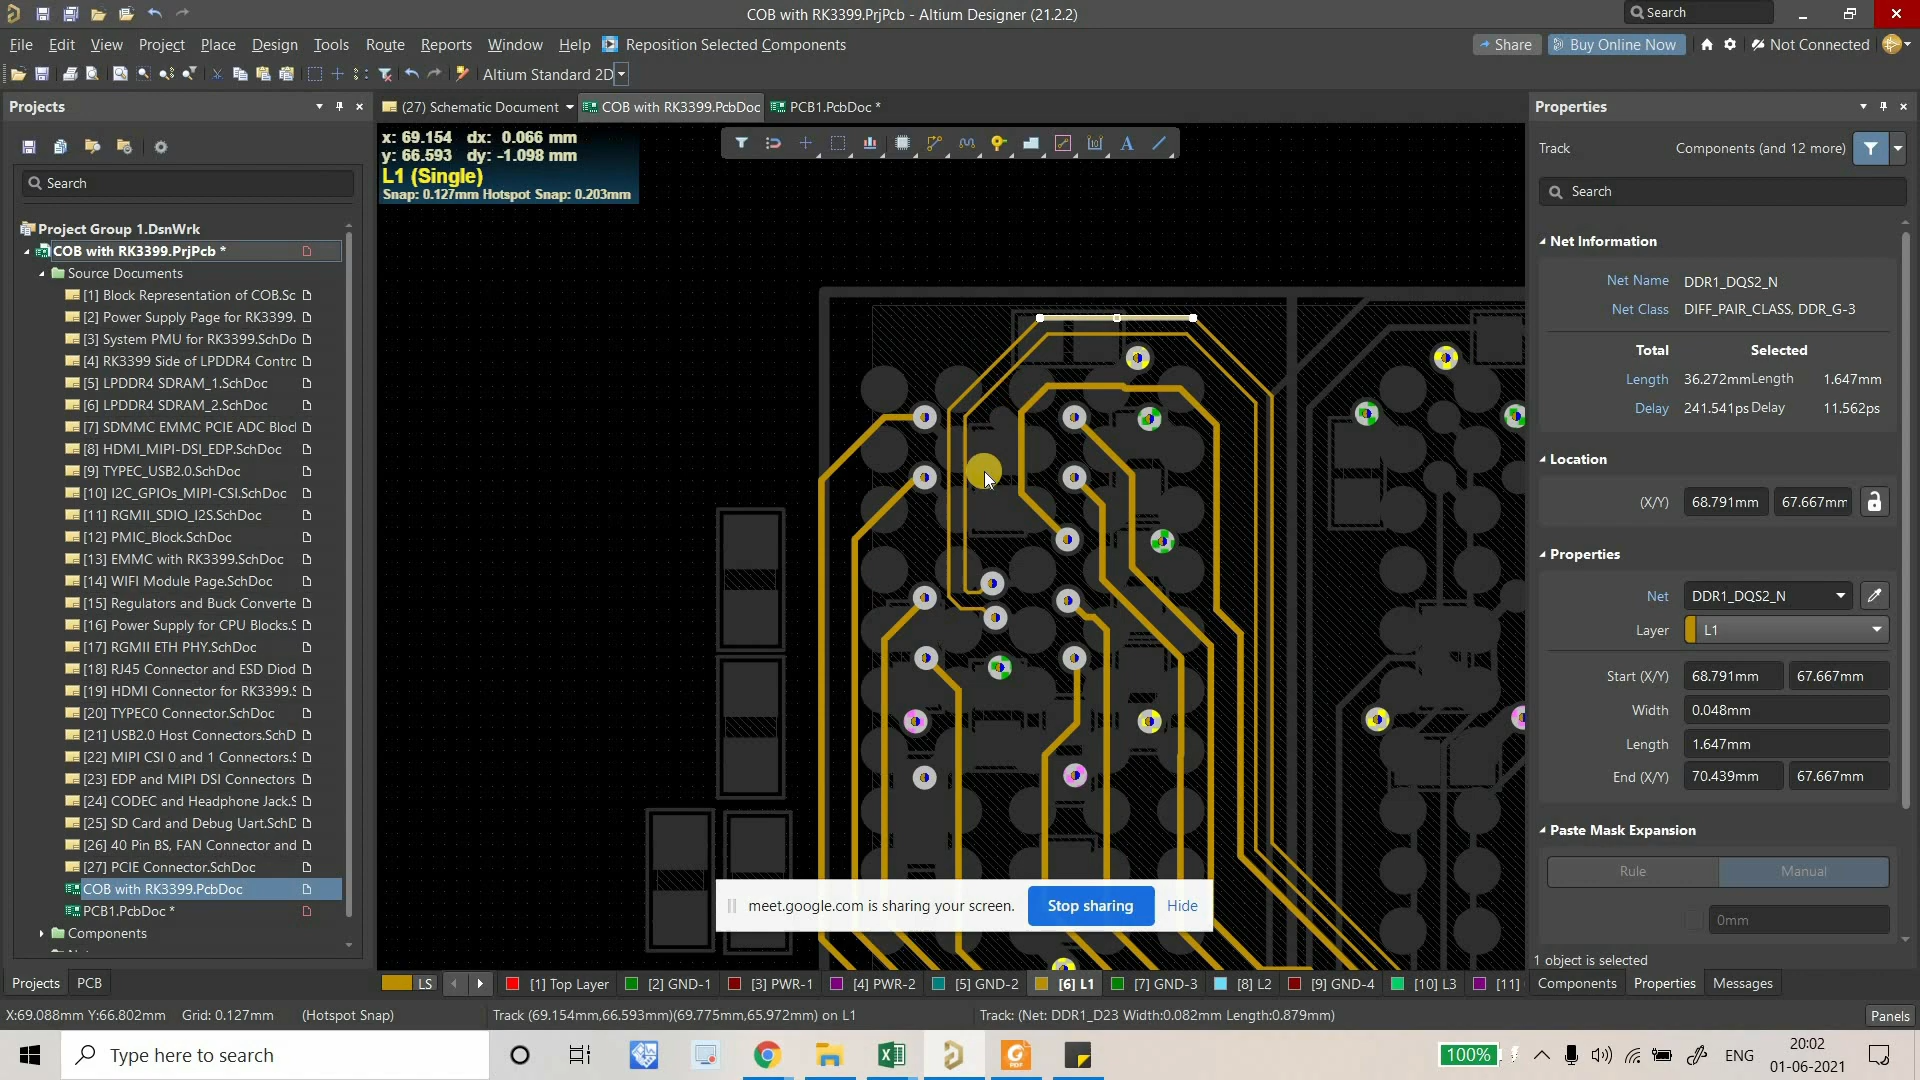 COB with RK3399.PrjPcb - Altium Designer (21.2.2)
Search
File Edit View Project Place Design Tools Route Reports Window Help Reposition Selected Components
Share Buy Online Now Not Connected
Altium Standard 2D
Projects
(27) Schematic Document COB with RK3399.PcbDoc PCB1.PcbDoc *
Properties
x: 69.154 dx: 0.066 mm
y: 66.593 dy: -1.098 mm
L1 (Single)
Snap: 0.127mm Hotspot Snap: 0.203mm
Search
Project Group 1.DsnWrk
COB with RK3399.PrjPcb *
Source Documents
[1] Block Representation of COB.Sc
[2] Power Supply Page for RK3399.
[3] System PMU for RK3399.SchDo
[4] RK3399 Side of LPDDR4 Contrc
[5] LPDDR4 SDRAM_1.SchDoc
[6] LPDDR4 SDRAM_2.SchDoc
[7] SDMMC EMMC PCIE ADC Blocl
[8] HDMI_MIPI-DSI_EDP.SchDoc
[9] TYPEC_USB2.0.SchDoc
[10] I2C_GPIOs_MIPI-CSI.SchDoc
[11] RGMII_SDIO_I2S.SchDoc
[12] PMIC_Block.SchDoc
[13] EMMC with RK3399.SchDoc
[14] WIFI Module Page.SchDoc
[15] Regulators and Buck Converte
[16] Power Supply for CPU Blocks.S
[17] RGMII ETH PHY.SchDoc
[18] RJ45 Connector and ESD Diod
[19] HDMI Connector for RK3399.S
[20] TYPEC0 Connector.SchDoc
[21] USB2.0 Host Connectors.SchD
[22] MIPI CSI 0 and 1 Connectors.S
[23] EDP and MIPI DSI Connectors
[24] CODEC and Headphone Jack.S
[25] SD Card and Debug Uart.SchD
[26] 40 Pin BS, FAN Connector and
[27] PCIE Connector.SchDoc
COB with RK3399.PcbDoc
PCB1.PcbDoc *
Components
Projects PCB
meet.google.com is sharing your screen. Stop sharing Hide
Track Components (and 12 more)
Search
Net Information
Net Name DDR1_DQS2_N
Net Class DIFF_PAIR_CLASS, DDR_G-3
Total Selected
Length 36.272mm Length 1.647mm
Delay 241.541ps Delay 11.562ps
Location
(X/Y) 68.791mm 67.667mm
Properties
Net DDR1_DQS2_N
Layer L1
Start (X/Y) 68.791mm 67.667mm
Width 0.048mm
Length 1.647mm
End (X/Y) 70.439mm 67.667mm
Paste Mask Expansion
Rule Manual
0mm
1 object is selected
LS [1] Top Layer [2] GND-1 [3] PWR-1 [4] PWR-2 [5] GND-2 [6] L1 [7] GND-3 [8] L2 [9] GND-4 [10] L3 [11]
Components Properties Messages
X:69.088mm Y:66.802mm Grid: 0.127mm (Hotspot Snap) Track (69.154mm,66.593mm)(69.775mm,65.972mm) on L1 Track: (Net: DDR1_D23 Width:0.082mm Length:0.879mm) Panels
Type here to search
100% ENG 20:02
01-06-2021